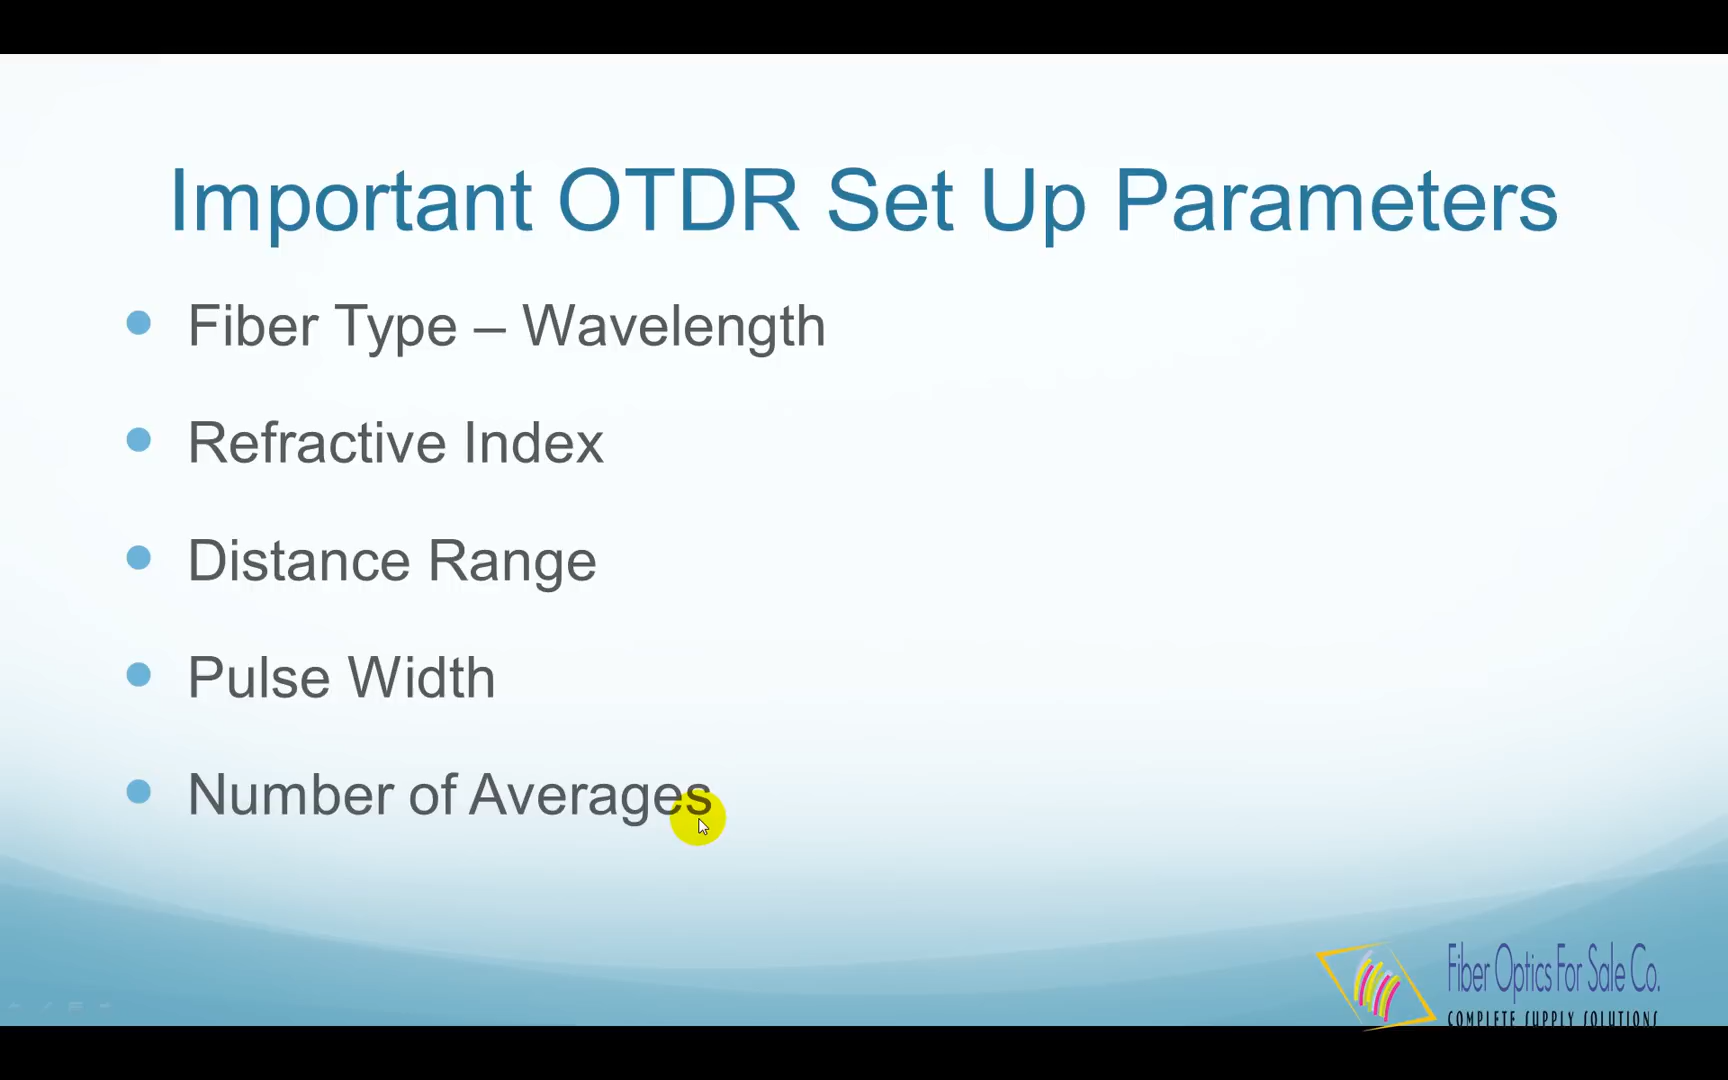 Important OTDR Set Up Parameters
Fiber Type – Wavelength
Refractive Index
Distance Range
Pulse Width
Number of Averages
Fiber Optics For Sale Co.
COMPLETE SUPPLY SOLUTIONS